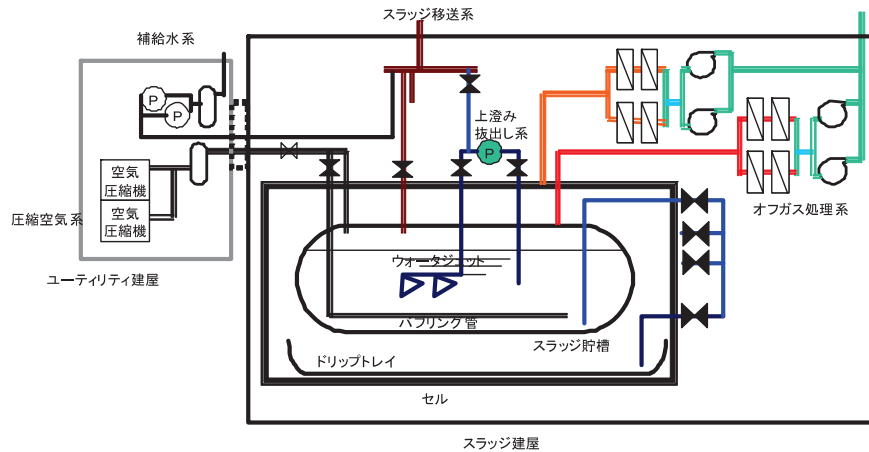 スラッジ移送系
補給水系
P
P
上澄み
抜出し系
P
空気
圧縮機
空気
圧縮機
圧縮空気系
オフガス処理系
ユーティリティ建屋
ウォータジェット
バブリング管
スラッジ貯槽
ドリップトレイ
セル
スラッジ建屋